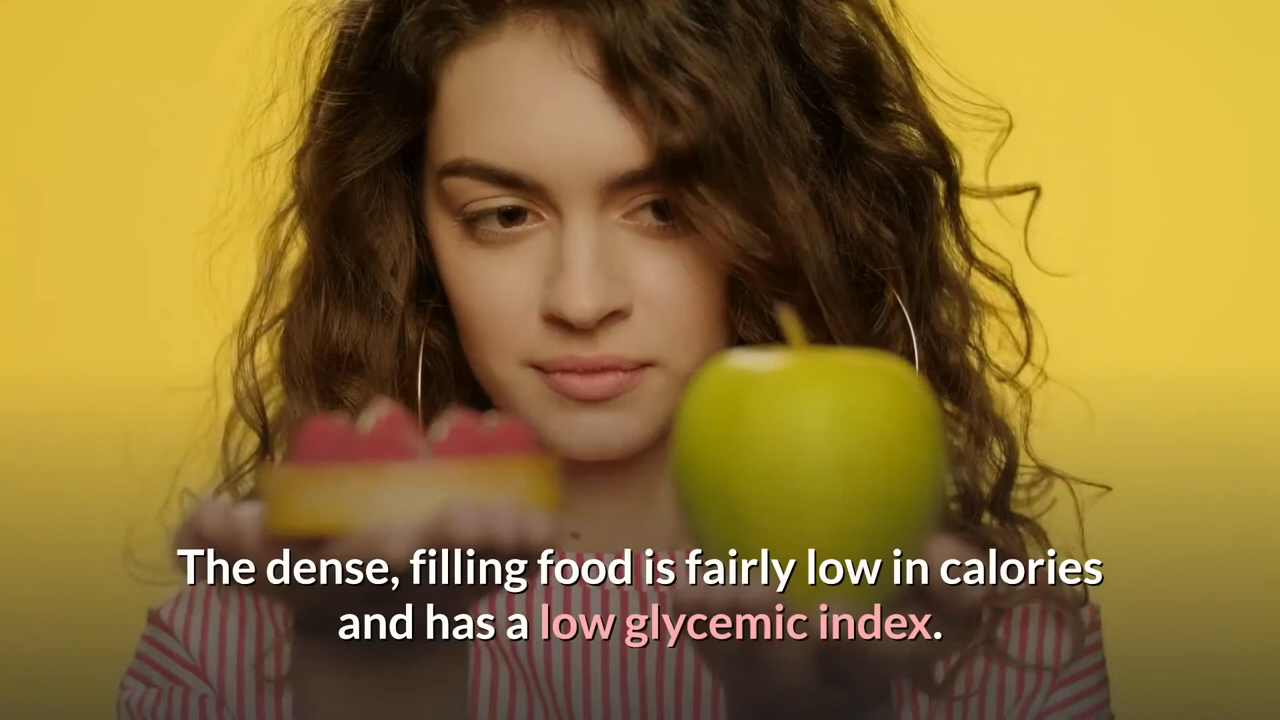 The dense, filling food is fairly low in calories
and has a low glycemic index.